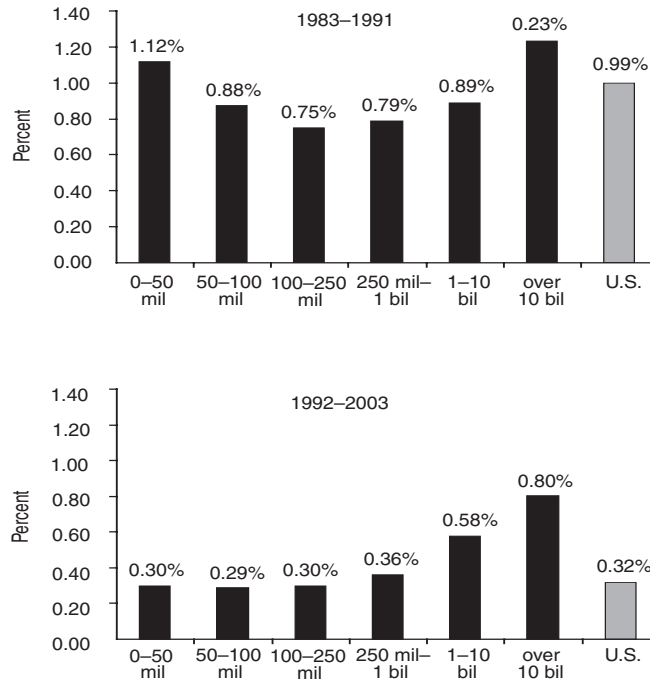 1983–1991
Percent
1.40
1.20
1.00
0.80
0.60
0.40
0.20
0.00
1.12%
0.88%
0.75%
0.79%
0.89%
0.23%
0.99%
0–50 mil
50–100 mil
100–250 mil
250 mil– 1 bil
1–10 bil
over 10 bil
U.S.
1992–2003
Percent
1.40
1.20
1.00
0.80
0.60
0.40
0.20
0.00
0.30%
0.29%
0.30%
0.36%
0.58%
0.80%
0.32%
0–50 mil
50–100 mil
100–250 mil
250 mil– 1 bil
1–10 bil
over 10 bil
U.S.